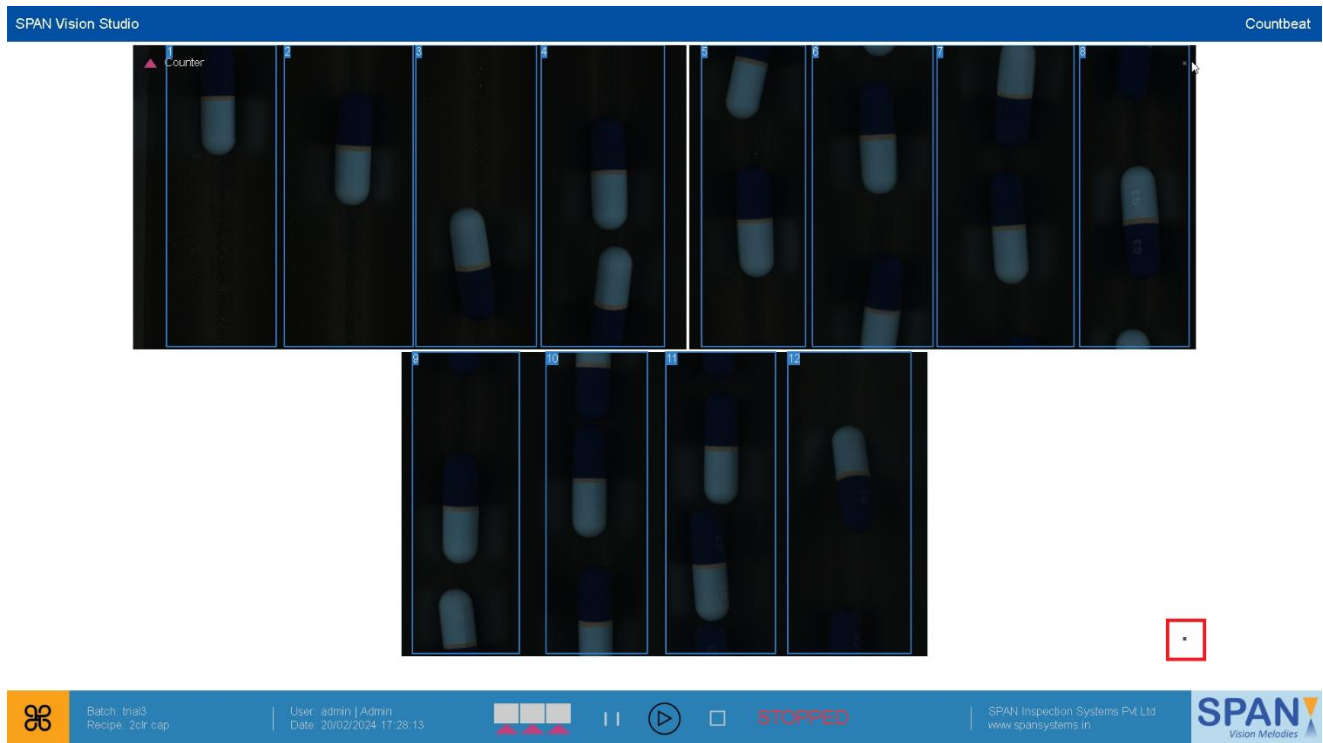 SPAN Vision Studio
Countbeat
Counter
1
2
3
4
5
6
7
8
9
10
11
12
Batch: trial3
Recipe: 2clr cap
User: admin | Admin
Date: 20/02/2024 17:28:13
STOPPED
SPAN Inspection Systems Pvt Ltd
www.spansystems.in
SPAN
Vision Melodies